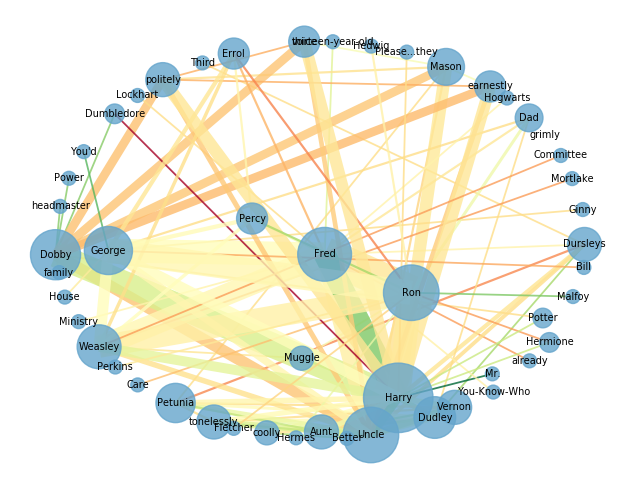 voice
thirteen-year-old
Hedwig
Please...they
Errol
Third
Mason
politely
earnestly
Lockhart
Hogwarts
Dumbledore
Dad
grimly
You'd
Committee
Power
Mortlake
headmaster
Ginny
Percy
Dobby
George
Fred
Dursleys
family
Bill
House
Ron
Malfoy
Ministry
Potter
Weasley
Hermione
Muggle
already
Perkins
Mr.
Care
You-Know-Who
Petunia
Harry
Vernon
tonelessly
Dudley
Fletcher
coolly
Aunt
Uncle
Hermes
Better